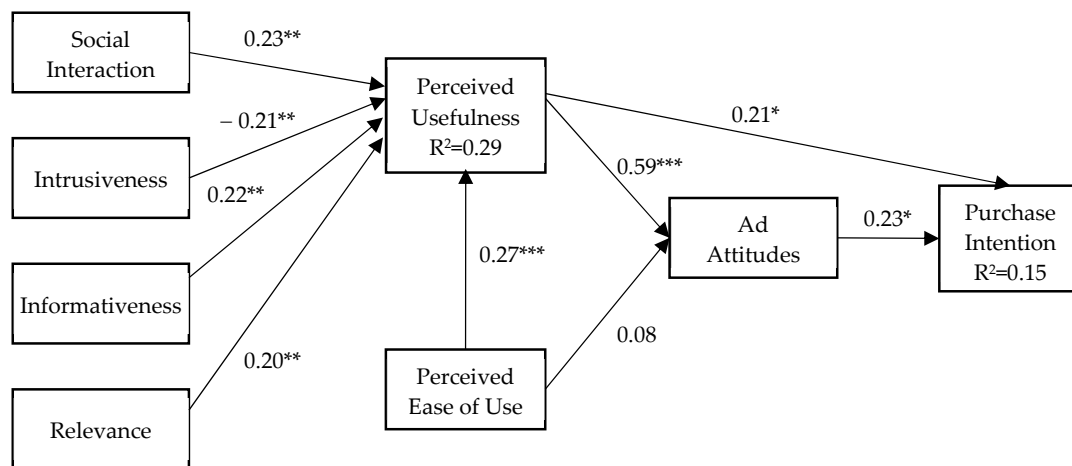 Social
Interaction
0.23**
Perceived
Usefulness
R²=0.29
– 0.21**
0.21*
Intrusiveness
0.22**
0.59***
Ad
Attitudes
0.23*
Purchase
Intention
R²=0.15
0.27***
Informativeness
0.08
0.20**
Perceived
Ease of Use
Relevance